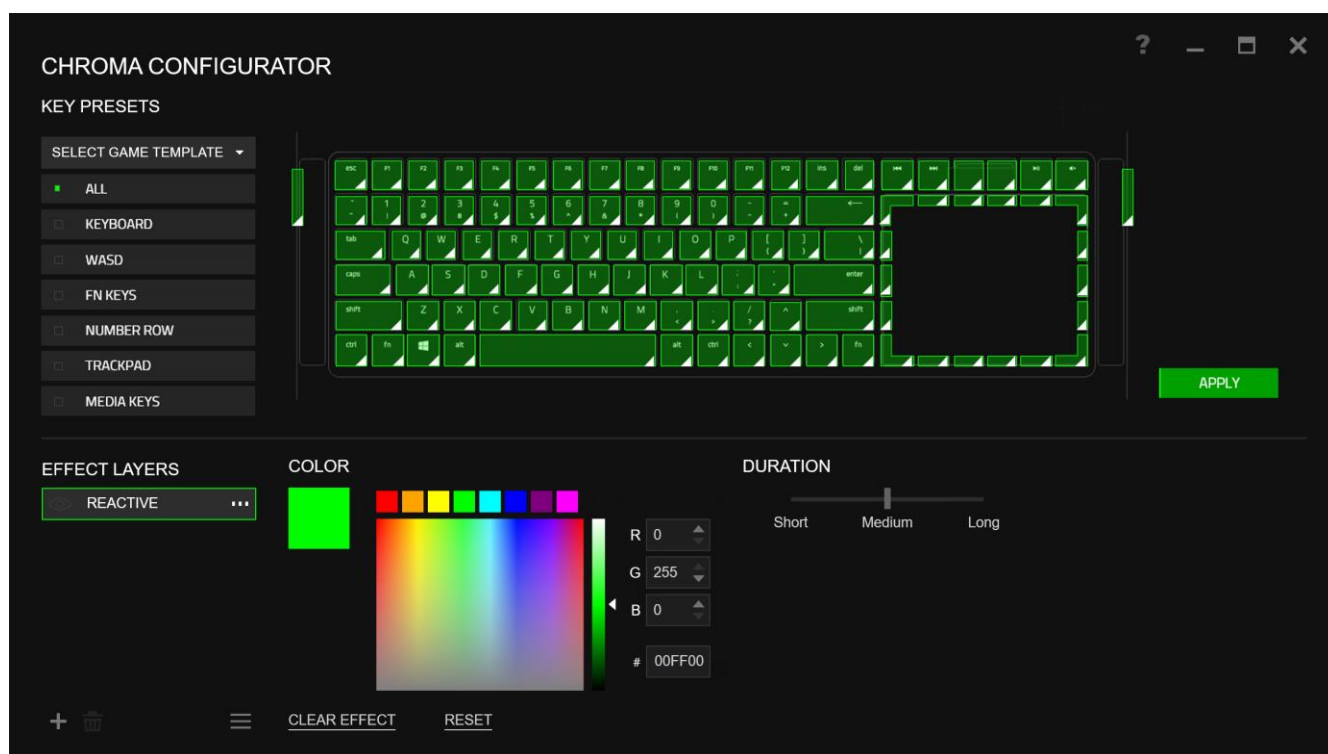 ?
CHROMA CONFIGURATOR
KEY PRESETS
SELECT GAME TEMPLATE
ALL
KEYBOARD
WASD
FN KEYS
NUMBER ROW
TRACKPAD
MEDIA KEYS
esc F1 F2 F3 F4 F5 F6 F7 F8 F9 F10 F11 F12 ins del
1 2 3 4 5 6 7 8 9 0 - =
tab Q W E R T Y U I O P [ ] \
caps A S D F G H J K L ; ' enter
shift Z X C V B N M , . / ^ shift
ctrl fn alt alt ctrl < v > fn
APPLY
EFFECT LAYERS
REACTIVE
COLOR
R 0
G 255
B 0
# 00FF00
DURATION
Short Medium Long
CLEAR EFFECT RESET